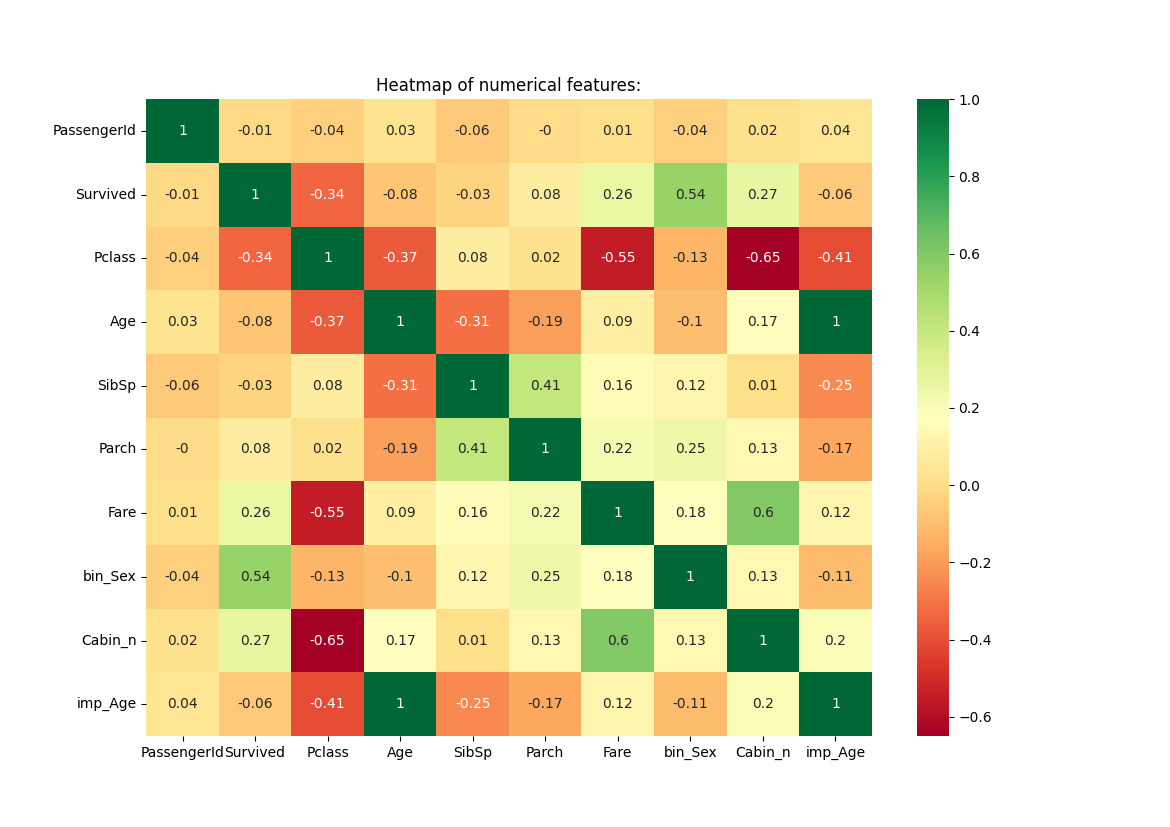 Heatmap of numerical features:
PassengerId 1 -0.01 -0.04 0.03 -0.06 -0 0.01 -0.04 0.02 0.04
Survived -0.01 1 -0.34 -0.08 -0.03 0.08 0.26 0.54 0.27 -0.06
Pclass -0.04 -0.34 1 -0.37 0.08 0.02 -0.55 -0.13 -0.65 -0.41
Age 0.03 -0.08 -0.37 1 -0.31 -0.19 0.09 -0.1 0.17 1
SibSp -0.06 -0.03 0.08 -0.31 1 0.41 0.16 0.12 0.01 -0.25
Parch -0 0.08 0.02 -0.19 0.41 1 0.22 0.25 0.13 -0.17
Fare 0.01 0.26 -0.55 0.09 0.16 0.22 1 0.18 0.6 0.12
bin_Sex -0.04 0.54 -0.13 -0.1 0.12 0.25 0.18 1 0.13 -0.11
Cabin_n 0.02 0.27 -0.65 0.17 0.01 0.13 0.6 0.13 1 0.2
imp_Age 0.04 -0.06 -0.41 1 -0.25 -0.17 0.12 -0.11 0.2 1
PassengerId Survived Pclass Age SibSp Parch Fare bin_Sex Cabin_n imp_Age
1.0
0.8
0.6
0.4
0.2
0.0
−0.2
−0.4
−0.6